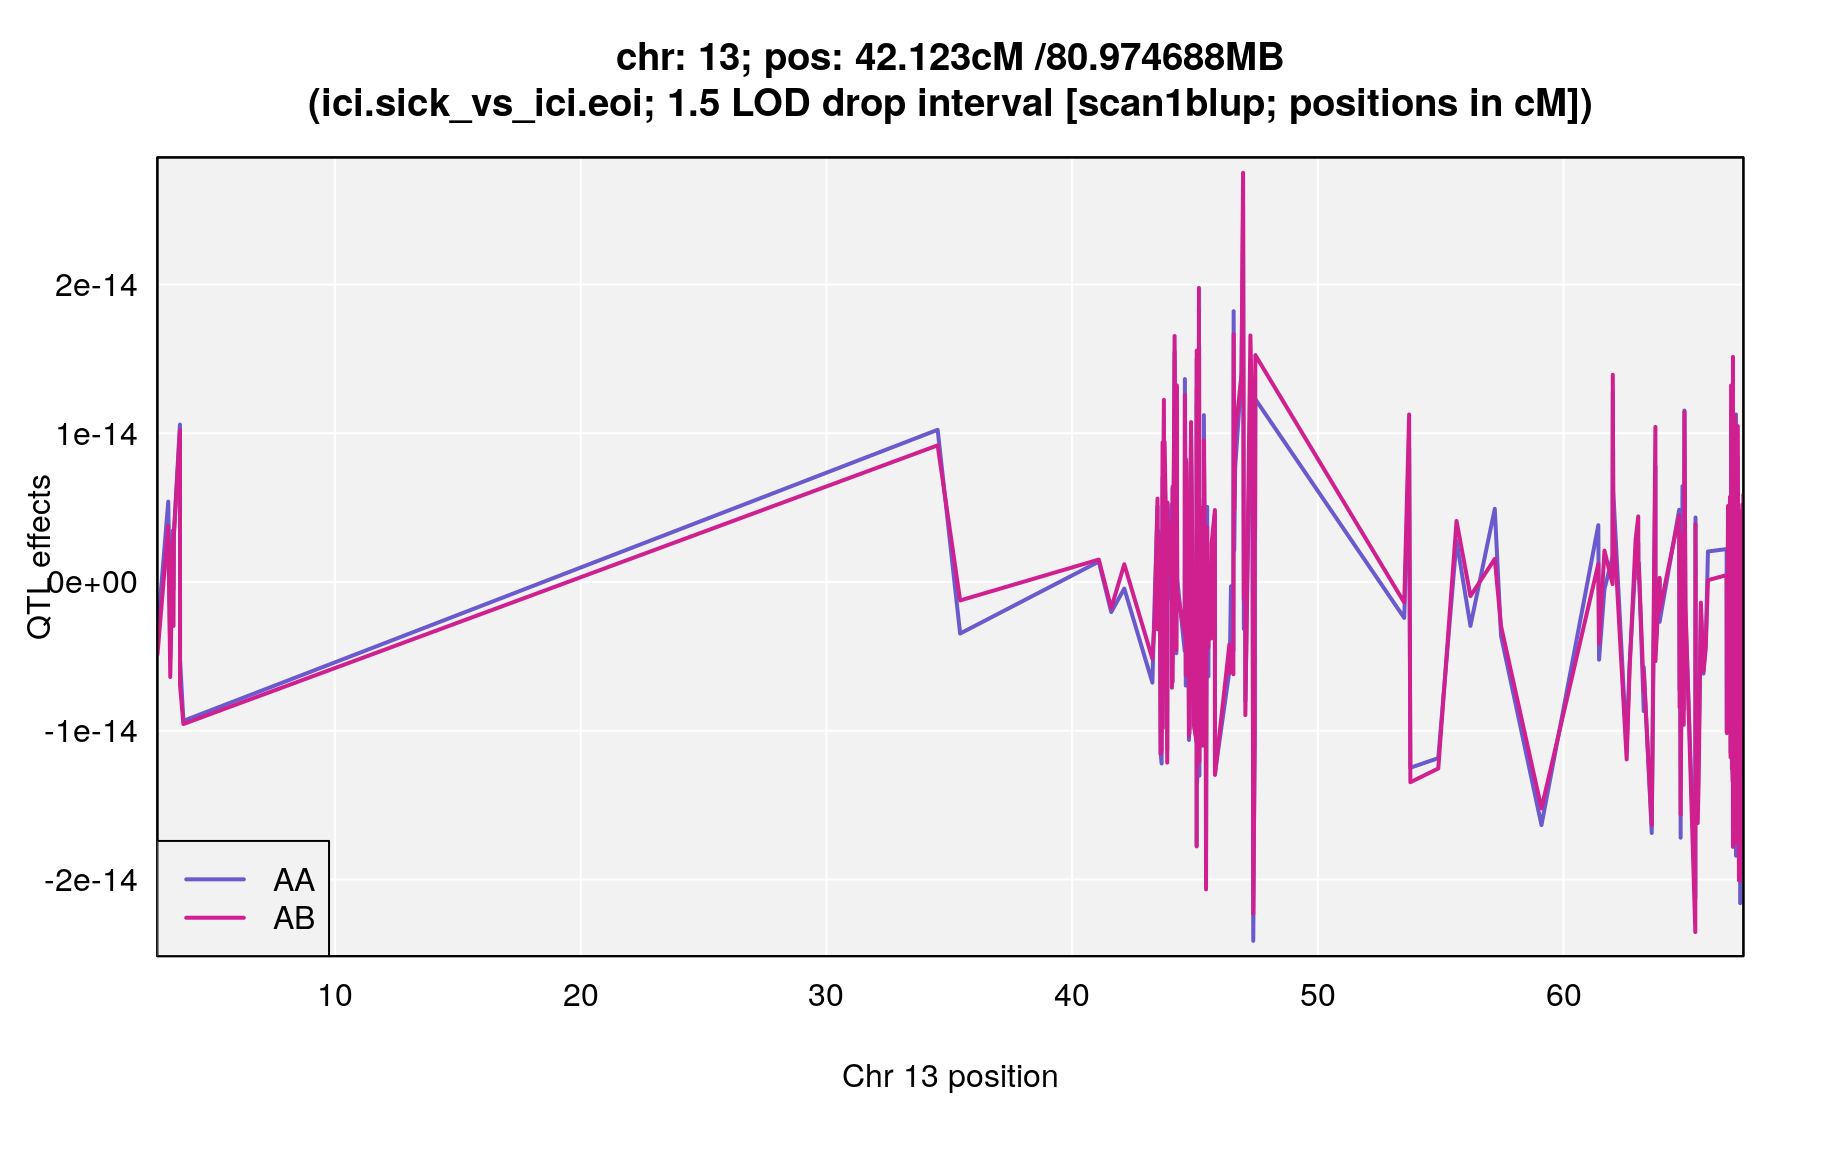 chr: 13; pos: 42.123cM /80.974688MB
(ici.sick_vs_ici.eoi; 1.5 LOD drop interval [scan1blup; positions in cM])
QTL effects
2e-14
1e-14
0e+00
-1e-14
-2e-14
AA
AB
10 20 30 40 50 60
Chr 13 position